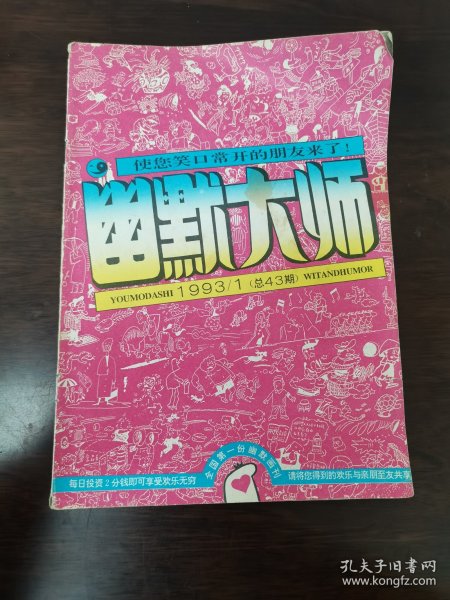 使您笑口常开的朋友来了！
幽默大师
YOUMODASHI 1993/1 (总43期) WITANDHUMOR
全国第一份幽默画刊
每日投资2分钱即可享受欢乐无穷
请将您得到的欢乐与亲朋至友共享
孔夫子旧书网
www.kongfz.com